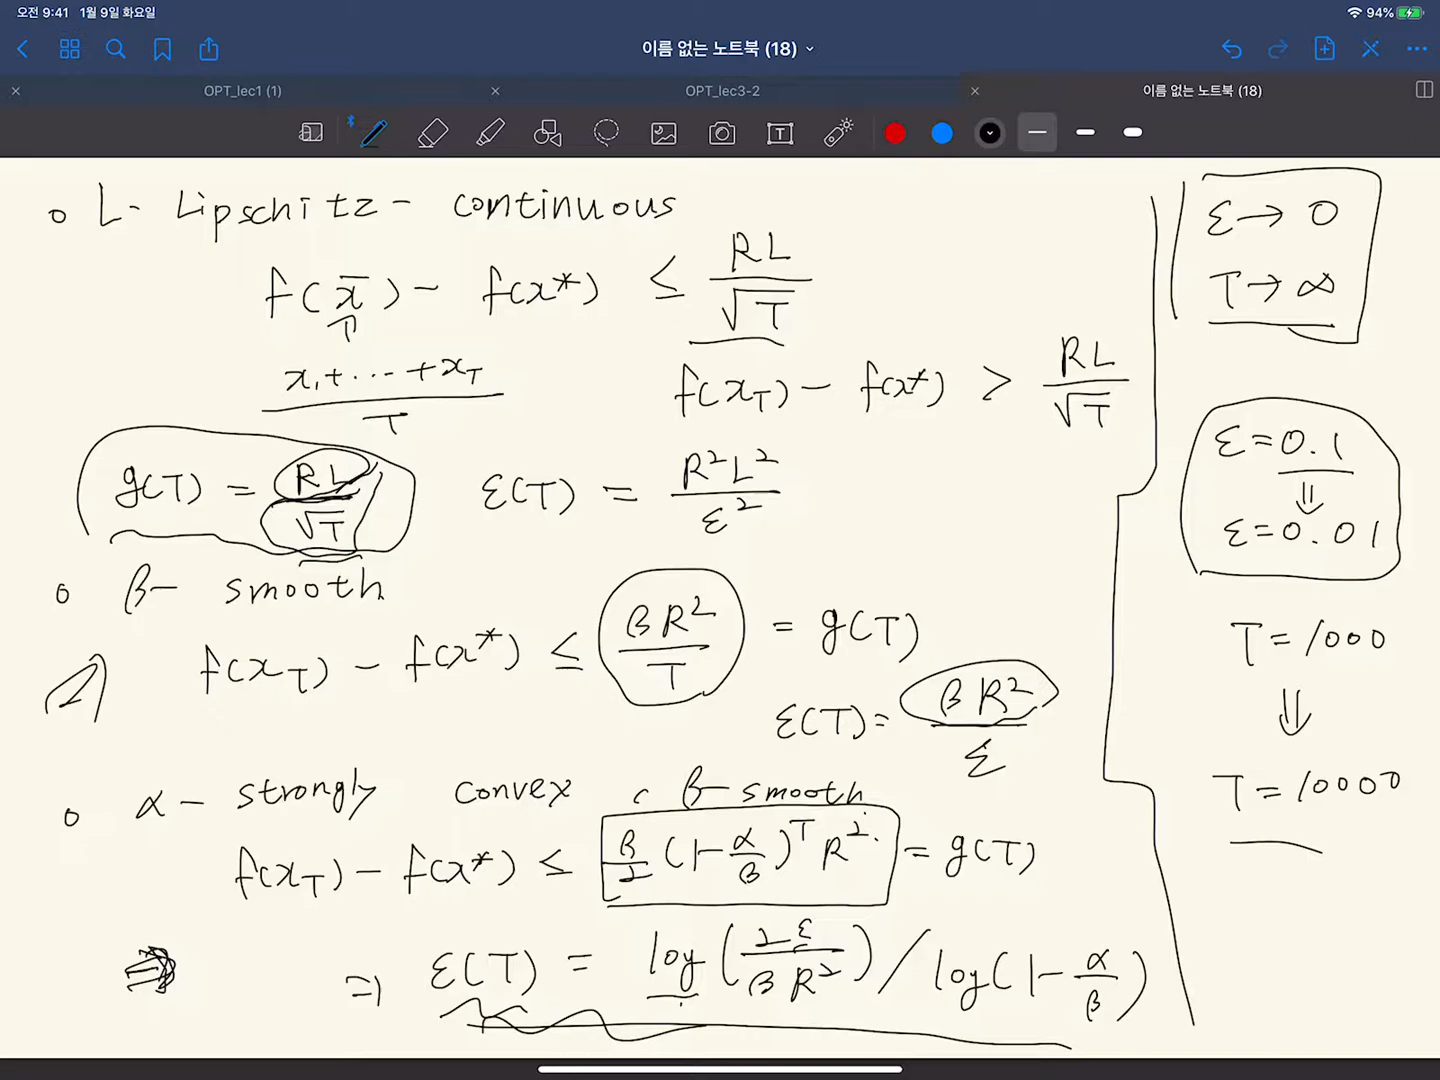 오전 9:41 1월 9일 화요일
94%
이름 없는 노트북 (18)
OPT_lec1 (1)
OPT_lec3-2
이름 없는 노트북 (18)
L- Lipschitz- continuous
f(x̄) - f(x*) ≤ RL/√T
x₁+⋯+x_T / T
f(x_T) - f(x*) > RL/√T
g(T) = RL/√T
ε(T) = R²L²/ε²
β- smooth
f(x_T) - f(x*) ≤ βR²/T = g(T)
ε(T) = βR²/ε
α- strongly convex β-smooth
f(x_T) - f(x*) ≤ β/2 (1-α/β)^T R² = g(T)
⇒ ε(T) = log(2ε/βR²) / log(1-α/β)
ε→0
T→∞
ε=0.1
⇓
ε=0.01
T=1000
⇓
T=10000